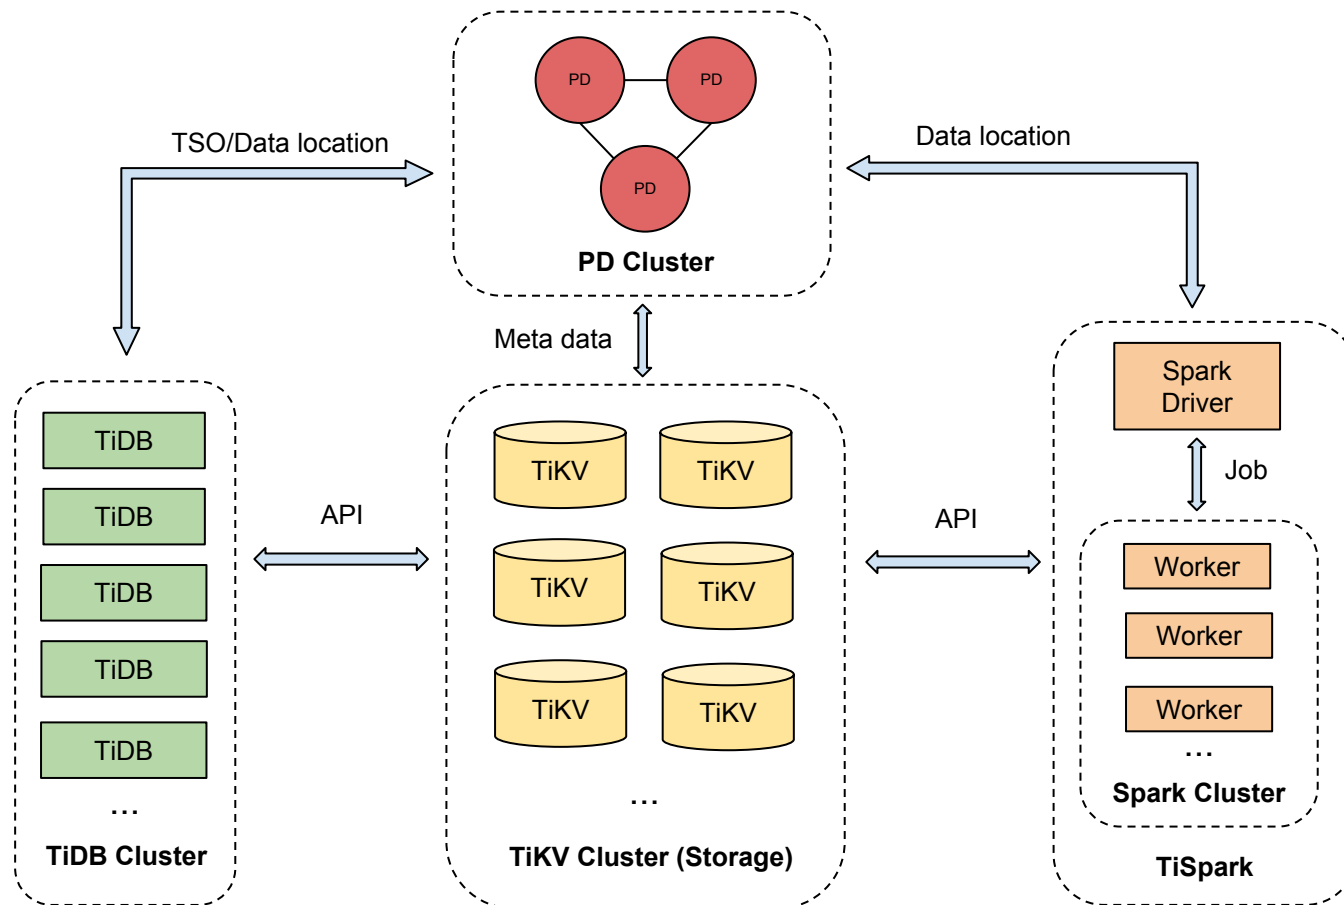 PD
PD
PD
PD Cluster
TSO/Data location
Data location
Meta data
TiDB
TiDB
TiDB
TiDB
TiDB
...
TiDB Cluster
API
TiKV
TiKV
TiKV
TiKV
TiKV
TiKV
...
TiKV Cluster (Storage)
API
Spark
Driver
Job
Worker
Worker
Worker
...
Spark Cluster
TiSpark